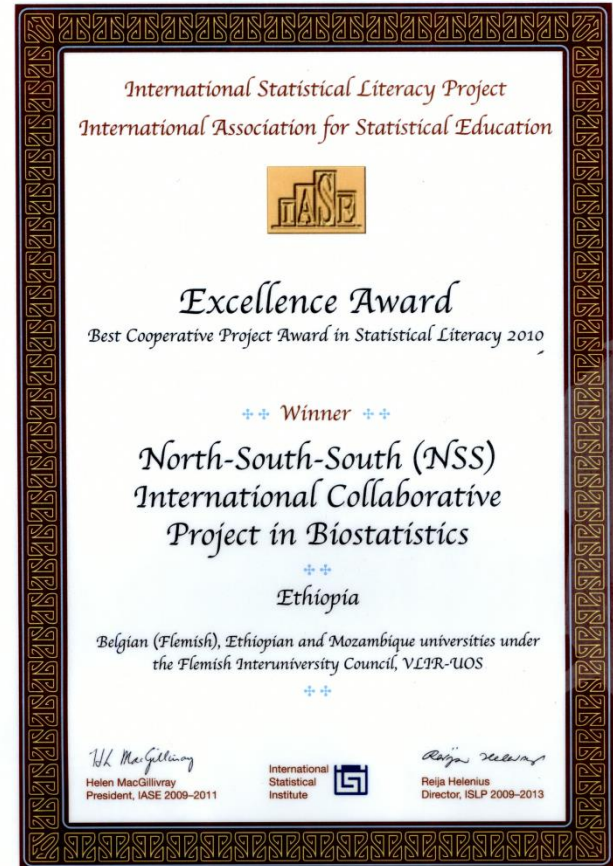 International Statistical Literacy Project
International Association for Statistical Education
IASE
Excellence Award
Best Cooperative Project Award in Statistical Literacy 2010
Winner
North-South-South (NSS)
International Collaborative
Project in Biostatistics
Ethiopia
Belgian (Flemish), Ethiopian and Mozambique universities under
the Flemish Interuniversity Council, VLIR-UOS
H L MacGillivray
Helen MacGillivray
President, IASE 2009–2011
International
Statistical
Institute
Reija Helenius
Reija Helenius
Director, ISLP 2009–2013